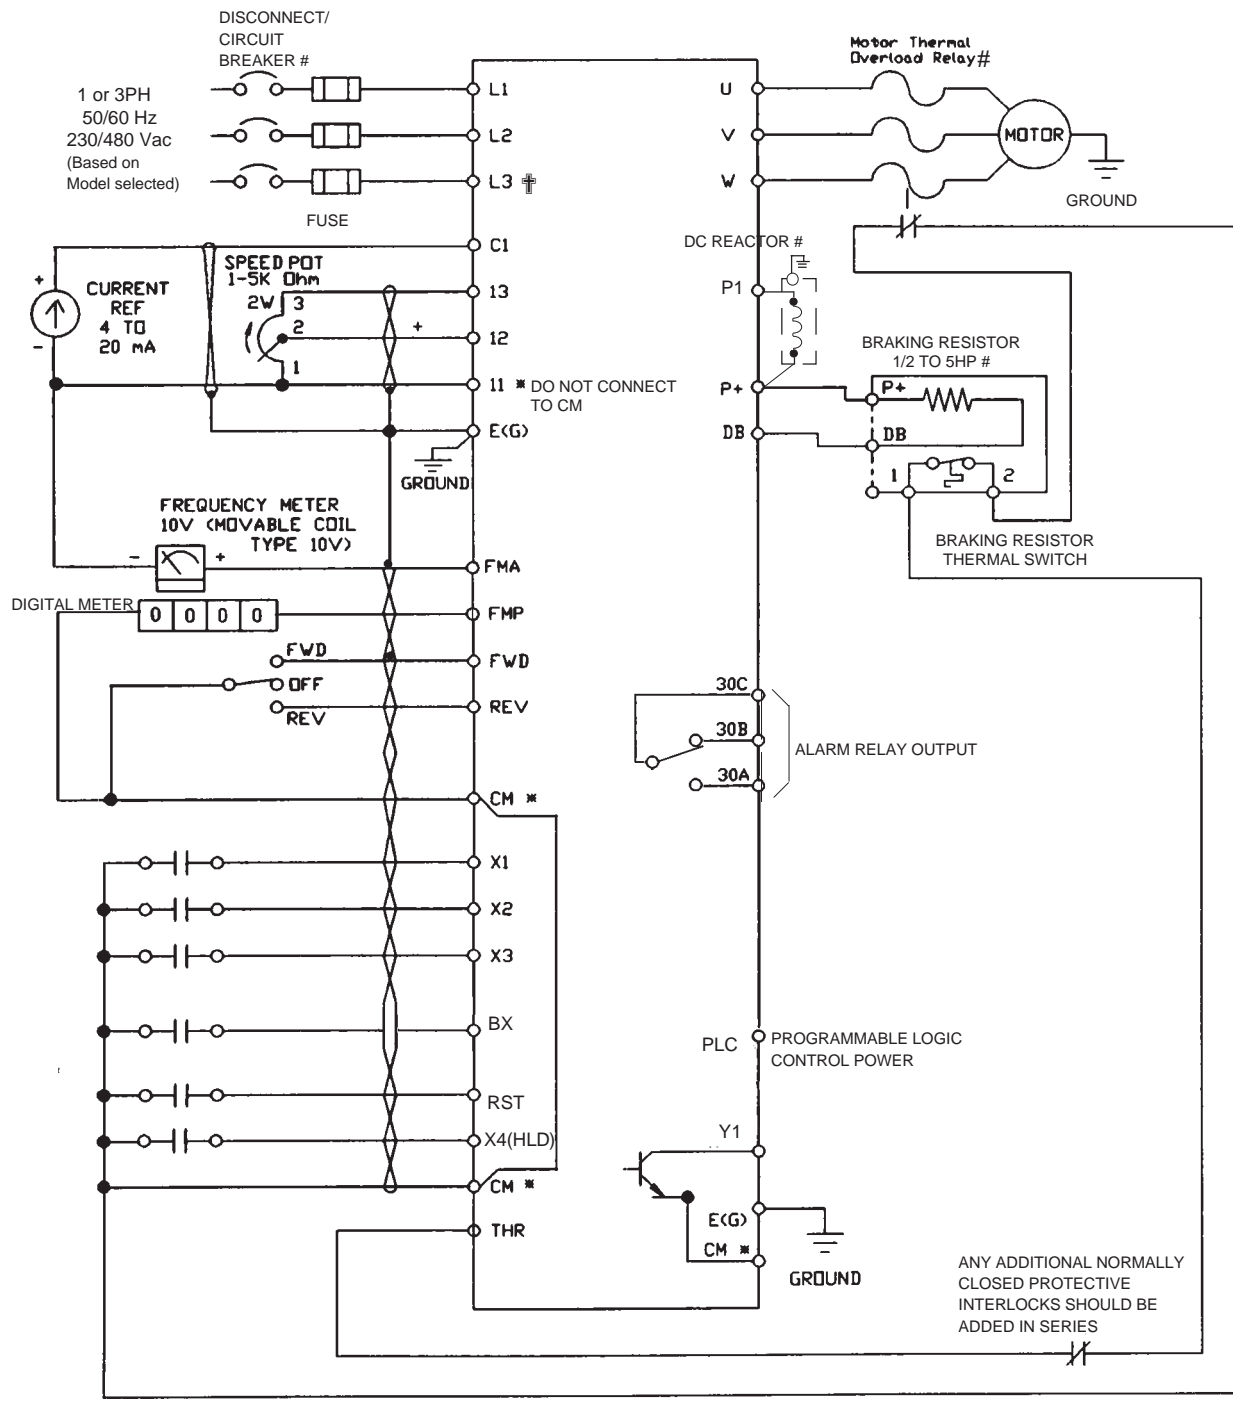 DISCONNECT/
CIRCUIT
BREAKER #
1 or 3PH
50/60 Hz
230/480 Vac
(Based on
Model selected)
FUSE
L1
L2
L3 ✝
U
V
W
Motor Thermal
Overload Relay#
MOTOR
GROUND
C1
SPEED POT
1-5K Ohm
2W
3
2
1
+
CURRENT
REF
4 TO
20 mA
-
+
13
12
11 * DO NOT CONNECT
TO CM
E(G)
GROUND
DC REACTOR #
P1
P+
DB
BRAKING RESISTOR
1/2 TO 5HP #
P+
DB
1
2
BRAKING RESISTOR
THERMAL SWITCH
FREQUENCY METER
10V (MOVABLE COIL
TYPE 10V)
-
+
FMA
DIGITAL METER
0 0 0 0
FMP
FWD
FWD
OFF
REV
REV
30C
30B
30A
ALARM RELAY OUTPUT
CM *
X1
X2
X3
BX
RST
X4(HLD)
CM *
THR
PLC
PROGRAMMABLE LOGIC
CONTROL POWER
Y1
E(G)
CM *
GROUND
ANY ADDITIONAL NORMALLY
CLOSED PROTECTIVE
INTERLOCKS SHOULD BE
ADDED IN SERIES